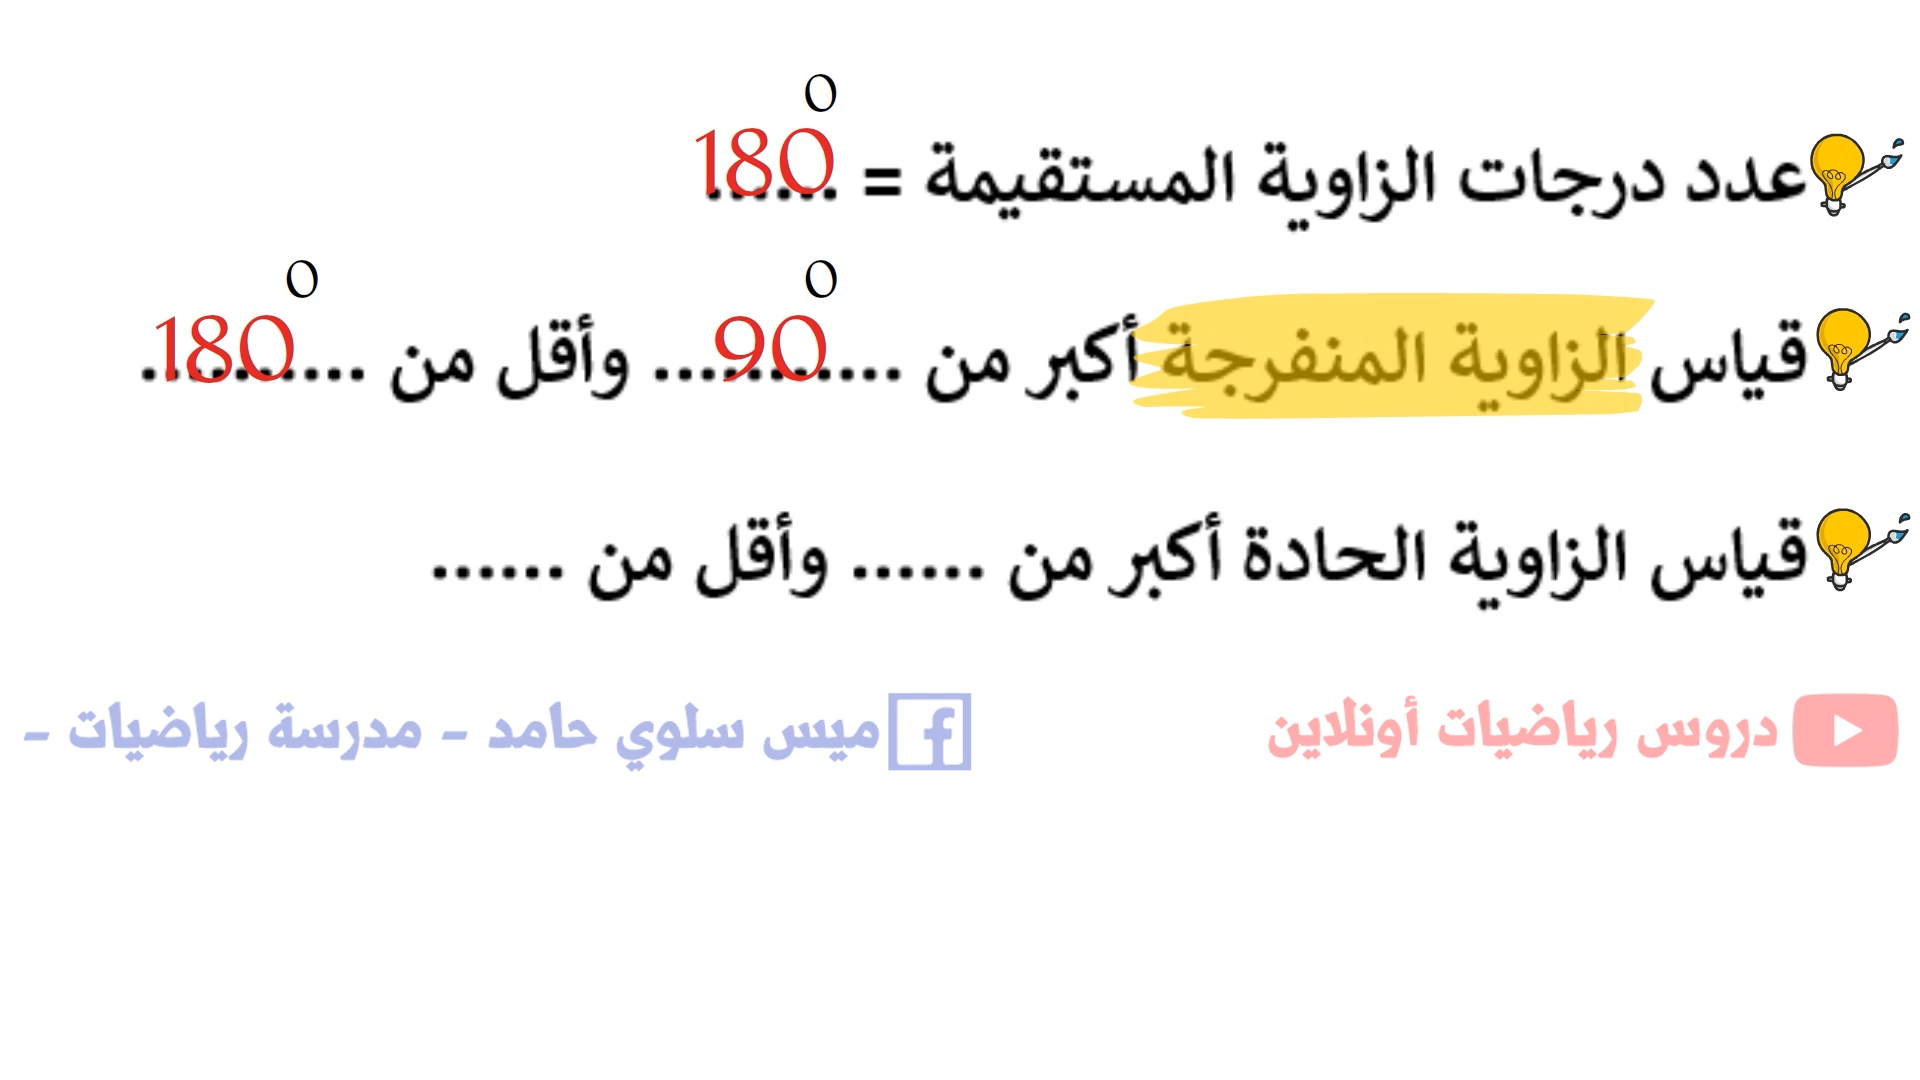 عدد درجات الزاوية المستقيمة = ...180°...
قياس الزاوية المنفرجة أكبر من ...90°... وأقل من ...180°...
قياس الزاوية الحادة أكبر من ...... وأقل من ......
دروس رياضيات أونلاين
ميس سلوي حامد - مدرسة رياضيات -